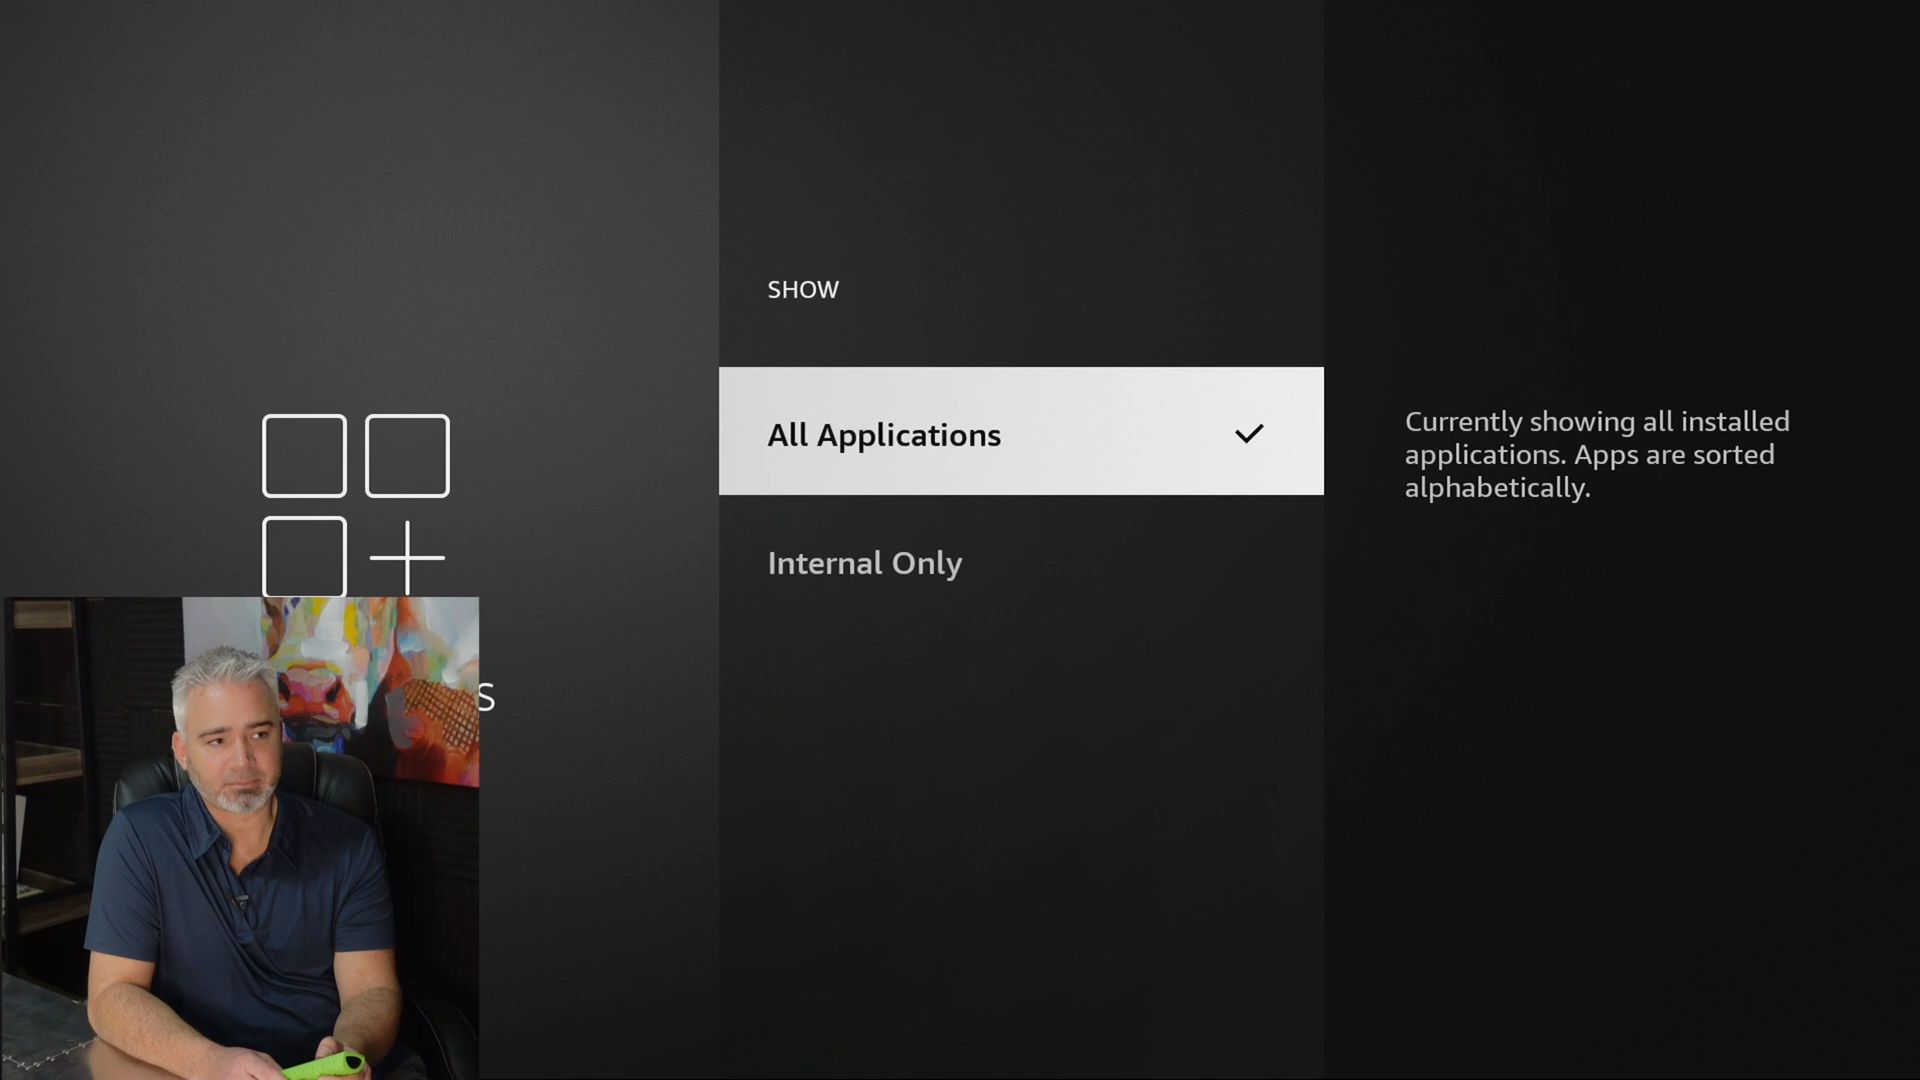 SHOW
All Applications
Internal Only
Currently showing all installed
applications. Apps are sorted
alphabetically.